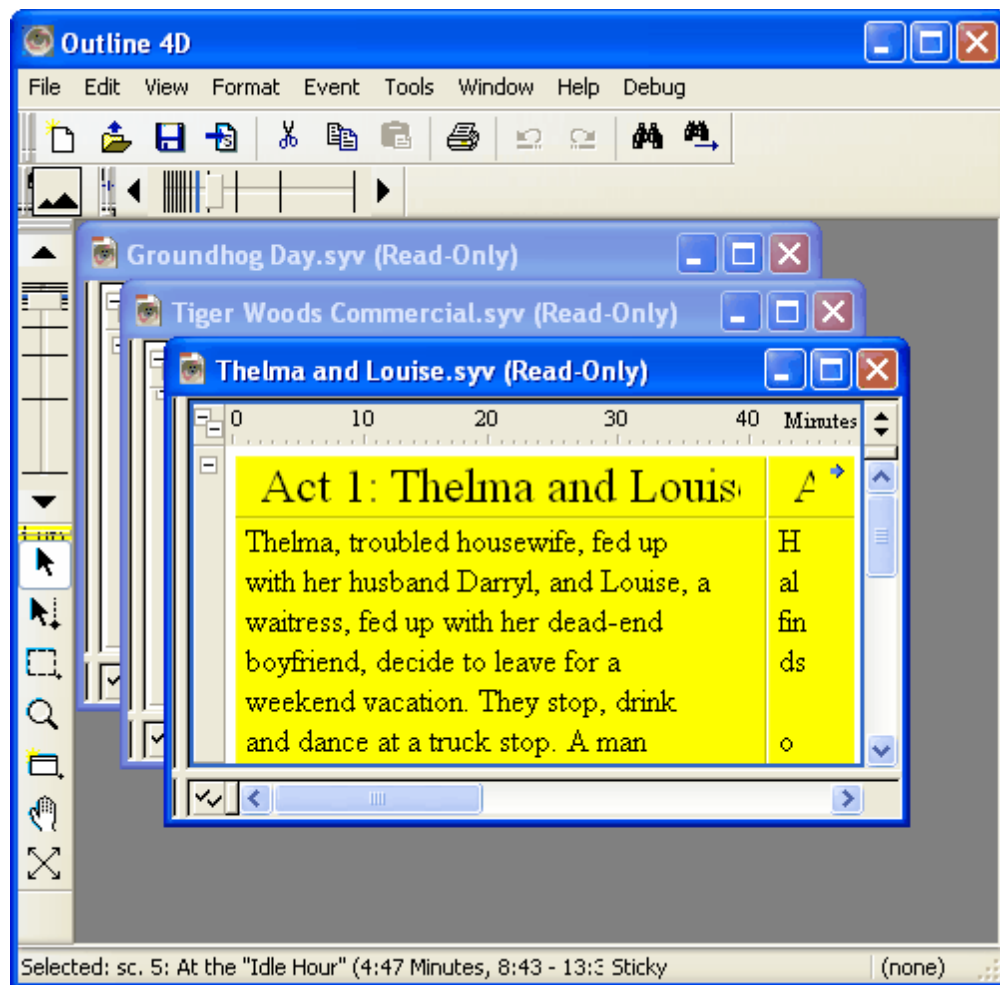 Outline 4D
File Edit View Format Event Tools Window Help Debug
Groundhog Day.syv (Read-Only)
Tiger Woods Commercial.syv (Read-Only)
Thelma and Louise.syv (Read-Only)
0 10 20 30 40 Minutes
Act 1: Thelma and Louis
Thelma, troubled housewife, fed up
with her husband Darryl, and Louise, a
waitress, fed up with her dead-end
boyfriend, decide to leave for a
weekend vacation. They stop, drink
and dance at a truck stop. A man
A
H
al
fin
ds
o
Selected: sc. 5: At the "Idle Hour" (4:47 Minutes, 8:43 - 13: Sticky (none)